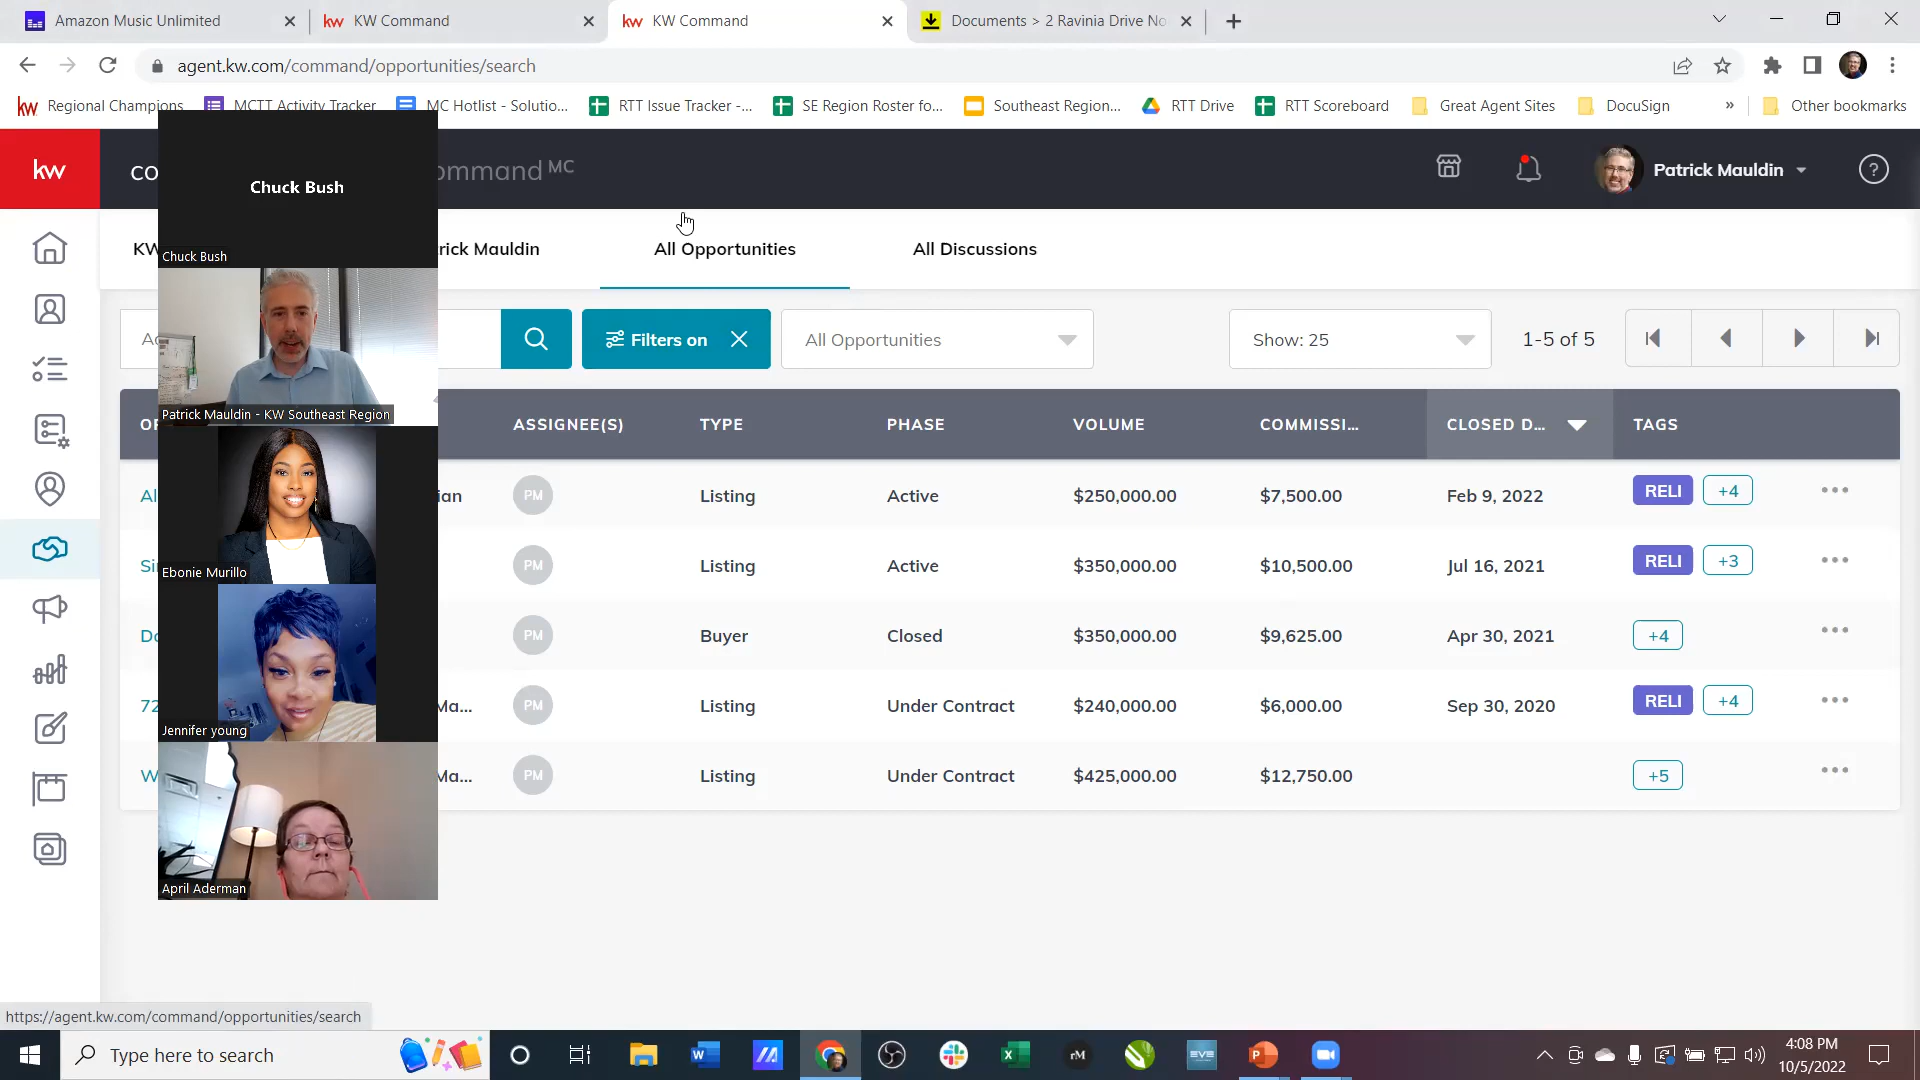 Amazon Music Unlimited
KW Command
KW Command
Documents > 2 Ravinia Drive No
agent.kw.com/command/opportunities/search
Regional Champions
MCTT Activity Tracker
MC Hotlist - Solutio...
RTT Issue Tracker -...
SE Region Roster fo...
Southeast Region...
RTT Drive
RTT Scoreboard
Great Agent Sites
DocuSign
»
Other bookmarks
kw
co
ommand MC
Patrick Mauldin
Chuck Bush
Chuck Bush
KW
rick Mauldin
All Opportunities
All Discussions
Filters on
All Opportunities
Show: 25
1-5 of 5
Patrick Mauldin - KW Southeast Region
ASSIGNEE(S) TYPE PHASE VOLUME COMMISSI... CLOSED D... TAGS
Al ian PM Listing Active $250,000.00 $7,500.00 Feb 9, 2022 RELI +4
PM Listing Active $350,000.00 $10,500.00 Jul 16, 2021 RELI +3
PM Buyer Closed $350,000.00 $9,625.00 Apr 30, 2021 +4
72 Ma... PM Listing Under Contract $240,000.00 $6,000.00 Sep 30, 2020 RELI +4
W Ma... PM Listing Under Contract $425,000.00 $12,750.00 +5
Ebonie Murillo
Jennifer young
April Aderman
https://agent.kw.com/command/opportunities/search
Type here to search
4:08 PM
10/5/2022